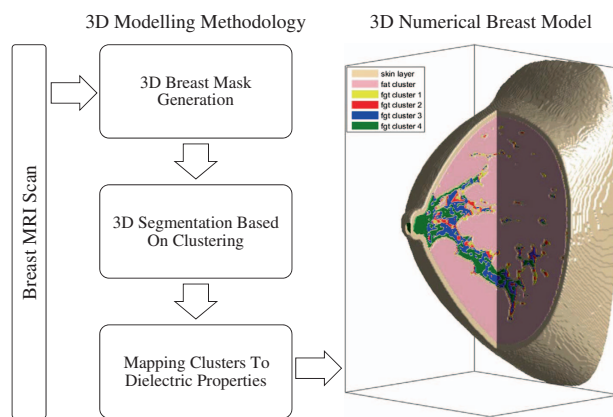 3D Modelling Methodology
3D Numerical Breast Model
Breast MRI Scan
3D Breast Mask
Generation
3D Segmentation Based
On Clustering
Mapping Clusters To
Dielectric Properties
skin layer
fat cluster
fgt cluster 1
fgt cluster 2
fgt cluster 3
fgt cluster 4